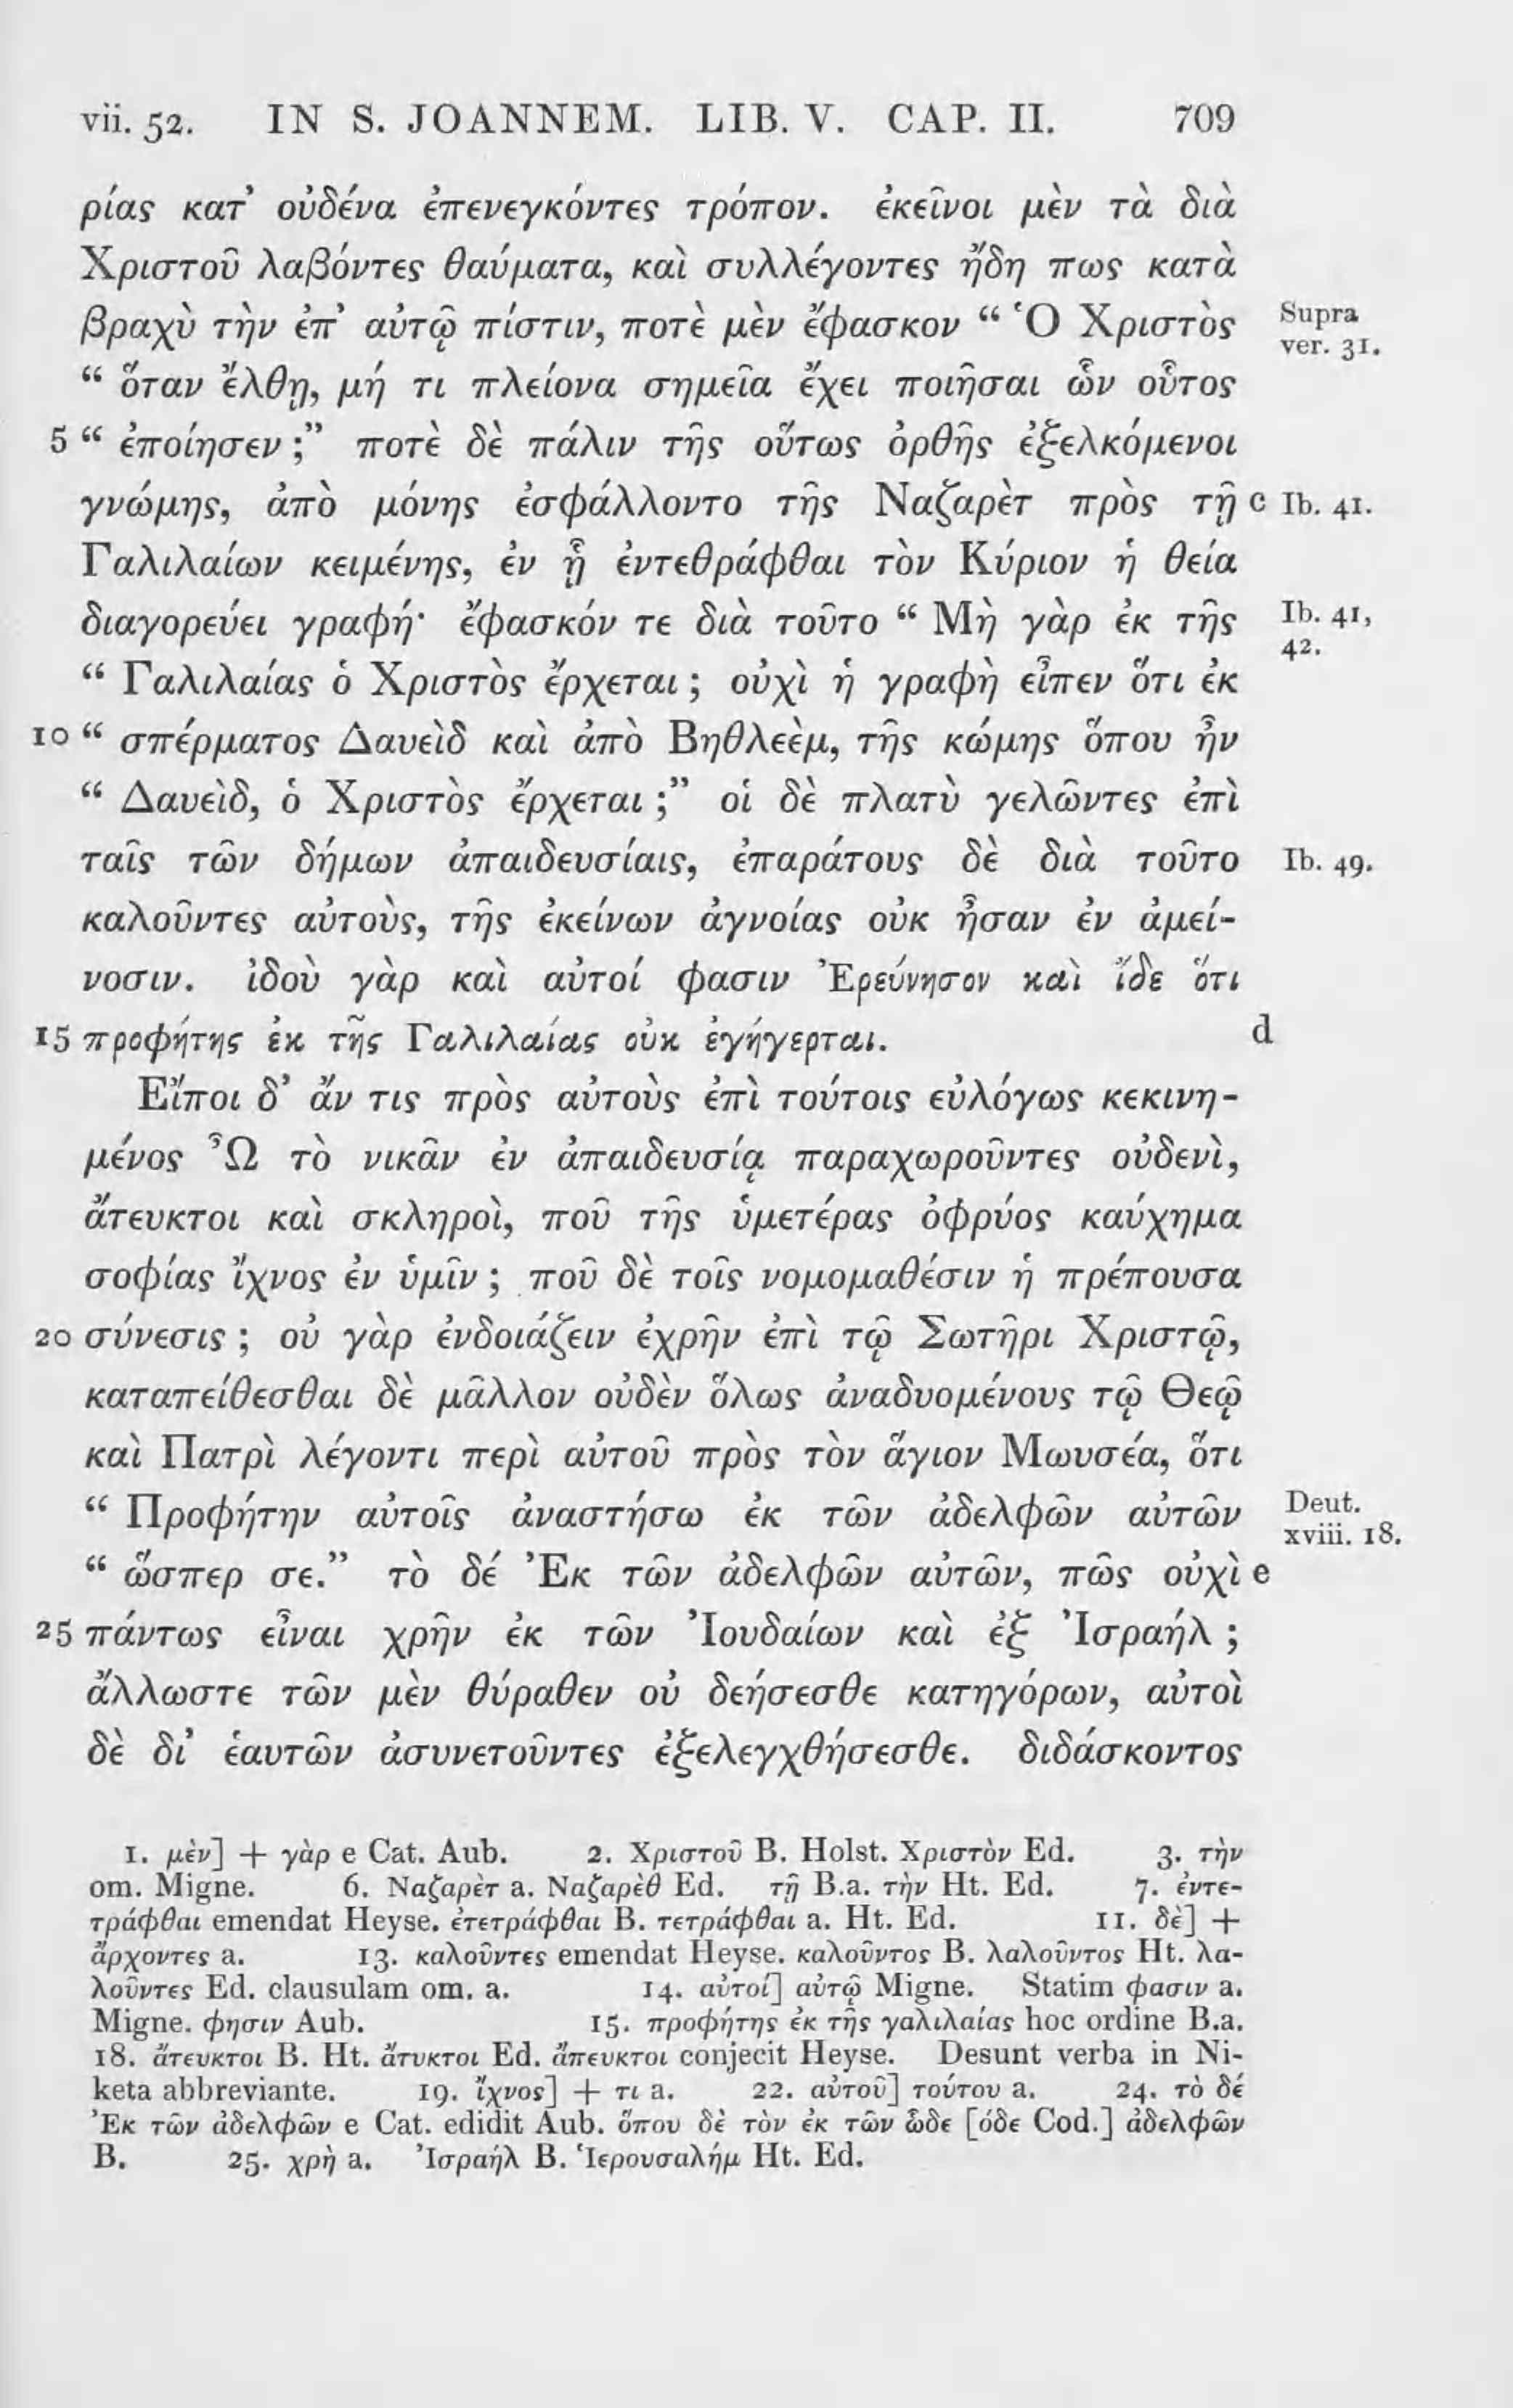 vii. 52. IN S. JOANNEM. LIB. V. CAP. II. 709
ρίας κατ’ οὐδένα ἐπενεγκόντες τρόπον. ἐκεῖνοι μὲν τὰ διὰ
Χριστοῦ λαβόντες θαύματα, καὶ συλλέγοντες ἤδη πως κατὰ
βραχὺ τὴν ἐπ’ αὐτῷ πίστιν, ποτὲ μὲν ἔφασκον “ Ὁ Χριστὸς Supra ver. 31.
“ ὅταν ἔλθῃ, μή τι πλείονα σημεῖα ἔχει ποιῆσαι ὧν οὗτος
5 “ ἐποίησεν ;” ποτὲ δὲ πάλιν τῆς οὕτως ὀρθῆς ἐξελκόμενοι
γνώμης, ἀπὸ μόνης ἐσφάλλοντο τῆς Ναζαρὲτ πρὸς τῇ c Ib. 41.
Γαλιλαίων κειμένης, ἐν ᾗ ἐντεθράφθαι τὸν Κύριον ἡ θεία
διαγορεύει γραφή· ἔφασκόν τε διὰ τοῦτο “ Μὴ γὰρ ἐκ τῆς Ib. 41, 42.
“ Γαλιλαίας ὁ Χριστὸς ἔρχεται ; οὐχὶ ἡ γραφὴ εἶπεν ὅτι ἐκ
10 “ σπέρματος Δαυεὶδ καὶ ἀπὸ Βηθλεὲμ, τῆς κώμης ὅπου ἦν
“ Δαυεὶδ, ὁ Χριστὸς ἔρχεται ;” οἱ δὲ πλατὺ γελῶντες ἐπὶ
ταῖς τῶν δήμων ἀπαιδευσίαις, ἐπαράτους δὲ διὰ τοῦτο Ib. 49.
καλοῦντες αὐτοὺς, τῆς ἐκείνων ἀγνοίας οὐκ ἦσαν ἐν ἀμεί-
νοσιν. ἰδοὺ γὰρ καὶ αὐτοί φασιν Ἐρεύνησον καὶ ἴδε ὅτι
15 προφήτης ἐκ τῆς Γαλιλαίας οὐκ ἐγήγερται. d
Εἴποι δ’ ἄν τις πρὸς αὐτοὺς ἐπὶ τούτοις εὐλόγως κεκινη-
μένος Ὦ τὸ νικᾶν ἐν ἀπαιδευσίᾳ παραχωροῦντες οὐδενὶ,
ἄτευκτοι καὶ σκληροὶ, ποῦ τῆς ὑμετέρας ὀφρύος καύχημα
σοφίας ἴχνος ἐν ὑμῖν ; ποῦ δὲ τοῖς νομομαθέσιν ἡ πρέπουσα
20 σύνεσις ; οὐ γὰρ ἐνδοιάζειν ἐχρῆν ἐπὶ τῷ Σωτῆρι Χριστῷ,
καταπείθεσθαι δὲ μᾶλλον οὐδὲν ὅλως ἀναδυομένους τῷ Θεῷ
καὶ Πατρὶ λέγοντι περὶ αὐτοῦ πρὸς τὸν ἅγιον Μωυσέα, ὅτι
“ Προφήτην αὐτοῖς ἀναστήσω ἐκ τῶν ἀδελφῶν αὐτῶν Deut. xviii. 18.
“ ὥσπερ σε.” τὸ δέ Ἐκ τῶν ἀδελφῶν αὐτῶν, πῶς οὐχὶ e
25 πάντως εἶναι χρῆν ἐκ τῶν Ἰουδαίων καὶ ἐξ Ἰσραήλ ;
ἄλλωστε τῶν μὲν θύραθεν οὐ δεήσεσθε κατηγόρων, αὐτοὶ
δὲ δι’ ἑαυτῶν ἀσυνετοῦντες ἐξελεγχθήσεσθε. διδάσκοντος
1. μὲν] + γὰρ e Cat. Aub. 2. Χριστοῦ B. Holst. Χριστὸν Ed. 3. τὴν
om. Migne. 6. Ναζαρὲτ a. Ναζαρὲθ Ed. τῇ B.a. τὴν Ht. Ed. 7. ἐντε-
τράφθαι emendat Heyse. ἐτετράφθαι B. τετράφθαι a. Ht. Ed. 11. δὲ] +
ἄρχοντες a. 13. καλοῦντες emendat Heyse. καλοῦντος B. λαλοῦντος Ht. λα-
λοῦντες Ed. clausulam om. a. 14. αὐτοί] αὐτῷ Migne. Statim φασιν a.
Migne. φησιν Aub. 15. προφήτης ἐκ τῆς γαλιλαίας hoc ordine B.a.
18. ἄτευκτοι B. Ht. ἄτυκτοι Ed. ἄπευκτοι conjecit Heyse. Desunt verba in Ni-
keta abbreviante. 19. ἴχνος] + τι a. 22. αὐτοῦ] τούτου a. 24. τὸ δέ
Ἐκ τῶν ἀδελφῶν e Cat. edidit Aub. ὅπου δὲ τὸν ἐκ τῶν ὧδε [όδε Cod.] ἀδελφῶν
B. 25. χρὴ a. Ἰσραήλ B. Ἱερουσαλήμ Ht. Ed.